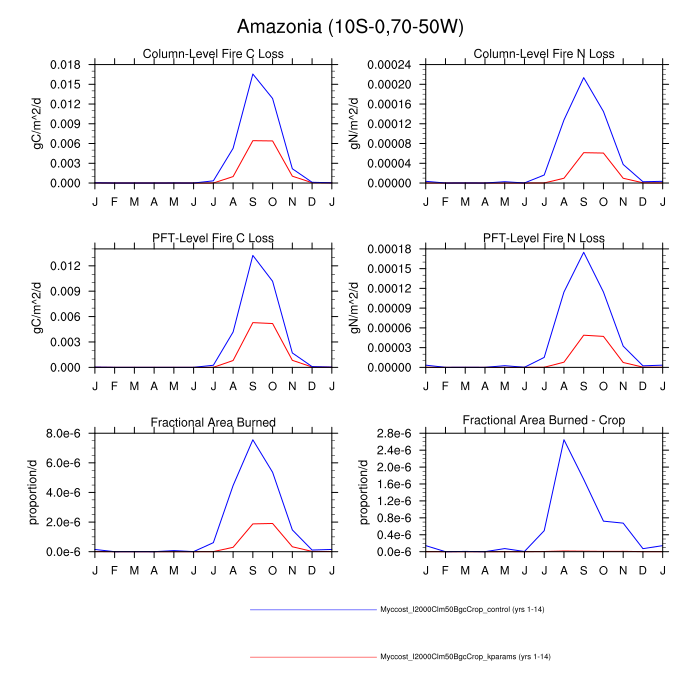 Amazonia (10S-0,70-50W)
Column-Level Fire C Loss
gC/m^2/d
0.018
0.015
0.012
0.009
0.006
0.003
0.000
J F M A M J J A S O N D J
Column-Level Fire N Loss
gN/m^2/d
0.00024
0.00020
0.00016
0.00012
0.00008
0.00004
0.00000
J F M A M J J A S O N D J
PFT-Level Fire C Loss
gC/m^2/d
0.012
0.009
0.006
0.003
0.000
J F M A M J J A S O N D J
PFT-Level Fire N Loss
gN/m^2/d
0.00018
0.00015
0.00012
0.00009
0.00006
0.00003
0.00000
J F M A M J J A S O N D J
Fractional Area Burned
proportion/d
8.0e-6
6.0e-6
4.0e-6
2.0e-6
0.0e-6
J F M A M J J A S O N D J
Fractional Area Burned - Crop
proportion/d
2.8e-6
2.4e-6
2.0e-6
1.6e-6
1.2e-6
0.8e-6
0.4e-6
0.0e-6
J F M A M J J A S O N D J
Myccost_I2000Clm50BgcCrop_control (yrs 1-14)
Myccost_I2000Clm50BgcCrop_kparams (yrs 1-14)